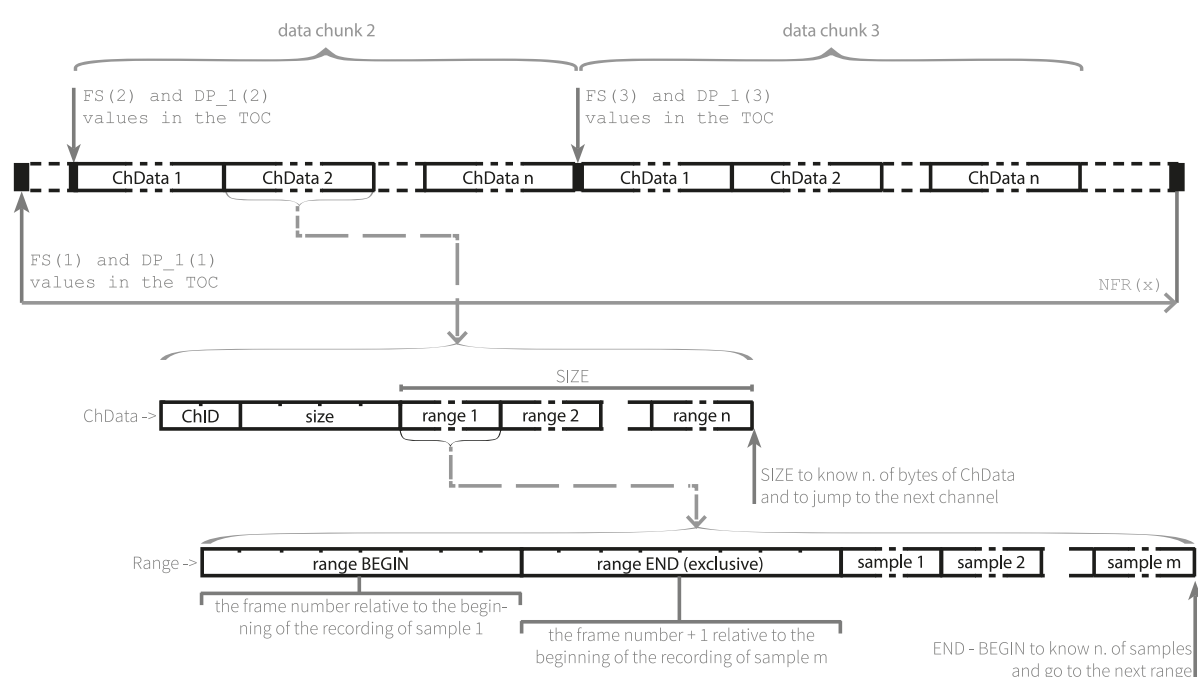 data chunk 2
data chunk 3
FS(2) and DP_1(2)
values in the TOC
FS(3) and DP_1(3)
values in the TOC
ChData 1
ChData 2
ChData n
ChData 1
ChData 2
ChData n
FS(1) and DP_1(1)
values in the TOC
NFR(x)
SIZE
ChData ->
ChID
size
range 1
range 2
range n
SIZE to know n. of bytes of ChData
and to jump to the next channel
Range ->
range BEGIN
range END (exclusive)
sample 1
sample 2
sample m
the frame number relative to the begin-
ning of the recording of sample 1
the frame number + 1 relative to the
beginning of the recording of sample m
END - BEGIN to know n. of samples
and go to the next range